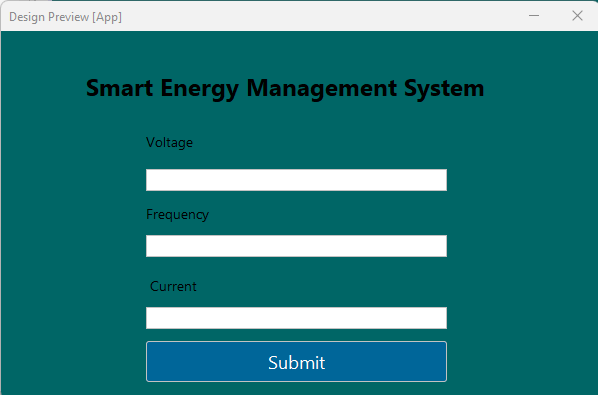 Design Preview [App]
Smart Energy Management System
Voltage
Frequency
Current
Submit